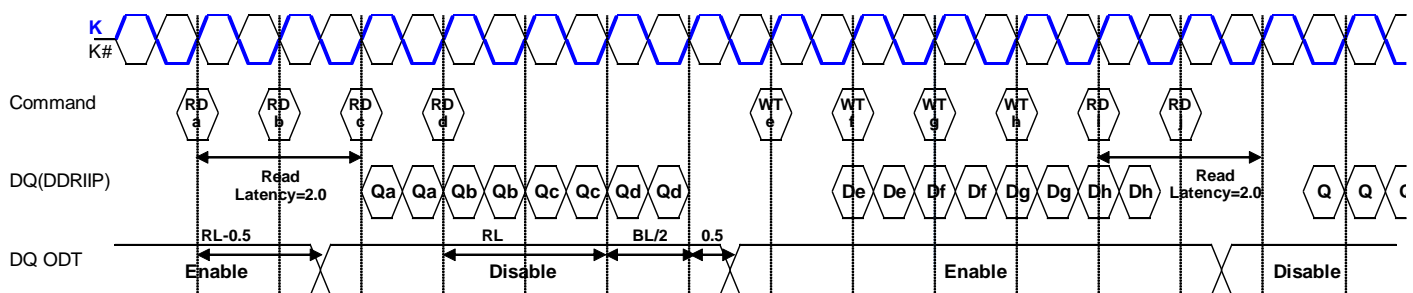 K
K#
Command
RD a RD b RD c RD d WT e WT f WT g WT h RD i RD j
Read Latency=2.0
Read Latency=2.0
DQ(DDRIIP)
Qa Qa Qb Qb Qc Qc Qd Qd De De Df Df Dg Dg Dh Dh Q Q
RL-0.5 RL BL/2 0.5
DQ ODT
Enable Disable Enable Disable